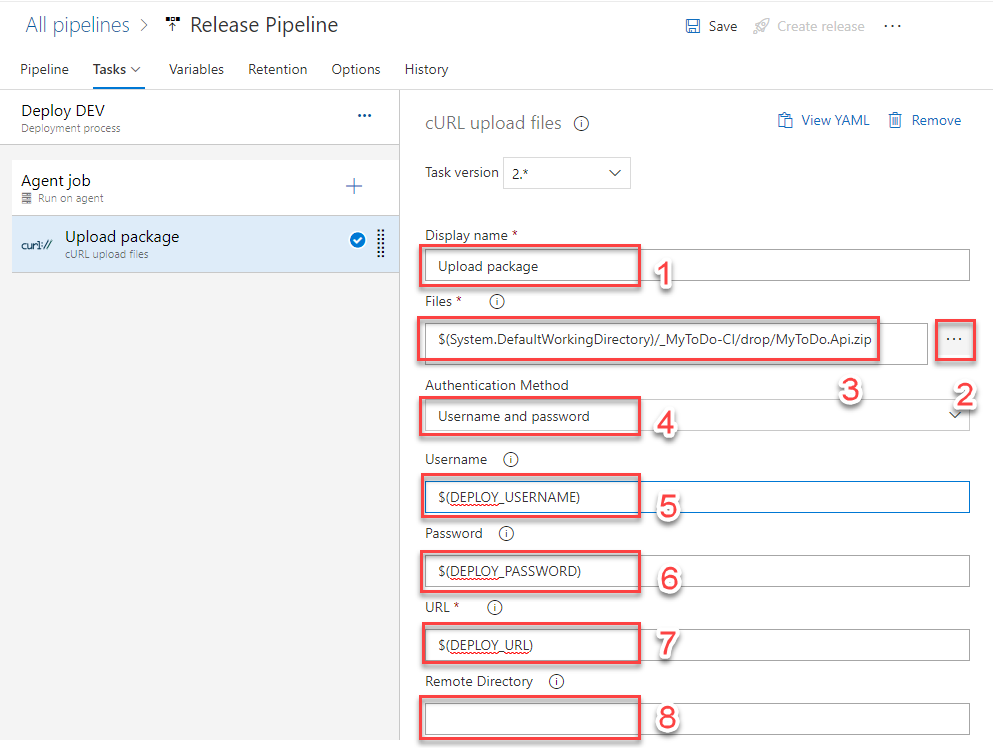 All pipelines > Release Pipeline
Save Create release ...
Pipeline Tasks Variables Retention Options History
Deploy DEV ...
Deployment process
Agent job +
Run on agent
curl:// Upload package
cURL upload files
cURL upload files
View YAML Remove
Task version 2.*
Display name *
Upload package 1
Files *
$(System.DefaultWorkingDirectory)/_MyToDo-CI/drop/MyToDo.Api.zip ...
3 2
Authentication Method
Username and password 4
Username
$(DEPLOY_USERNAME) 5
Password
$(DEPLOY_PASSWORD) 6
URL *
$(DEPLOY_URL) 7
Remote Directory
8